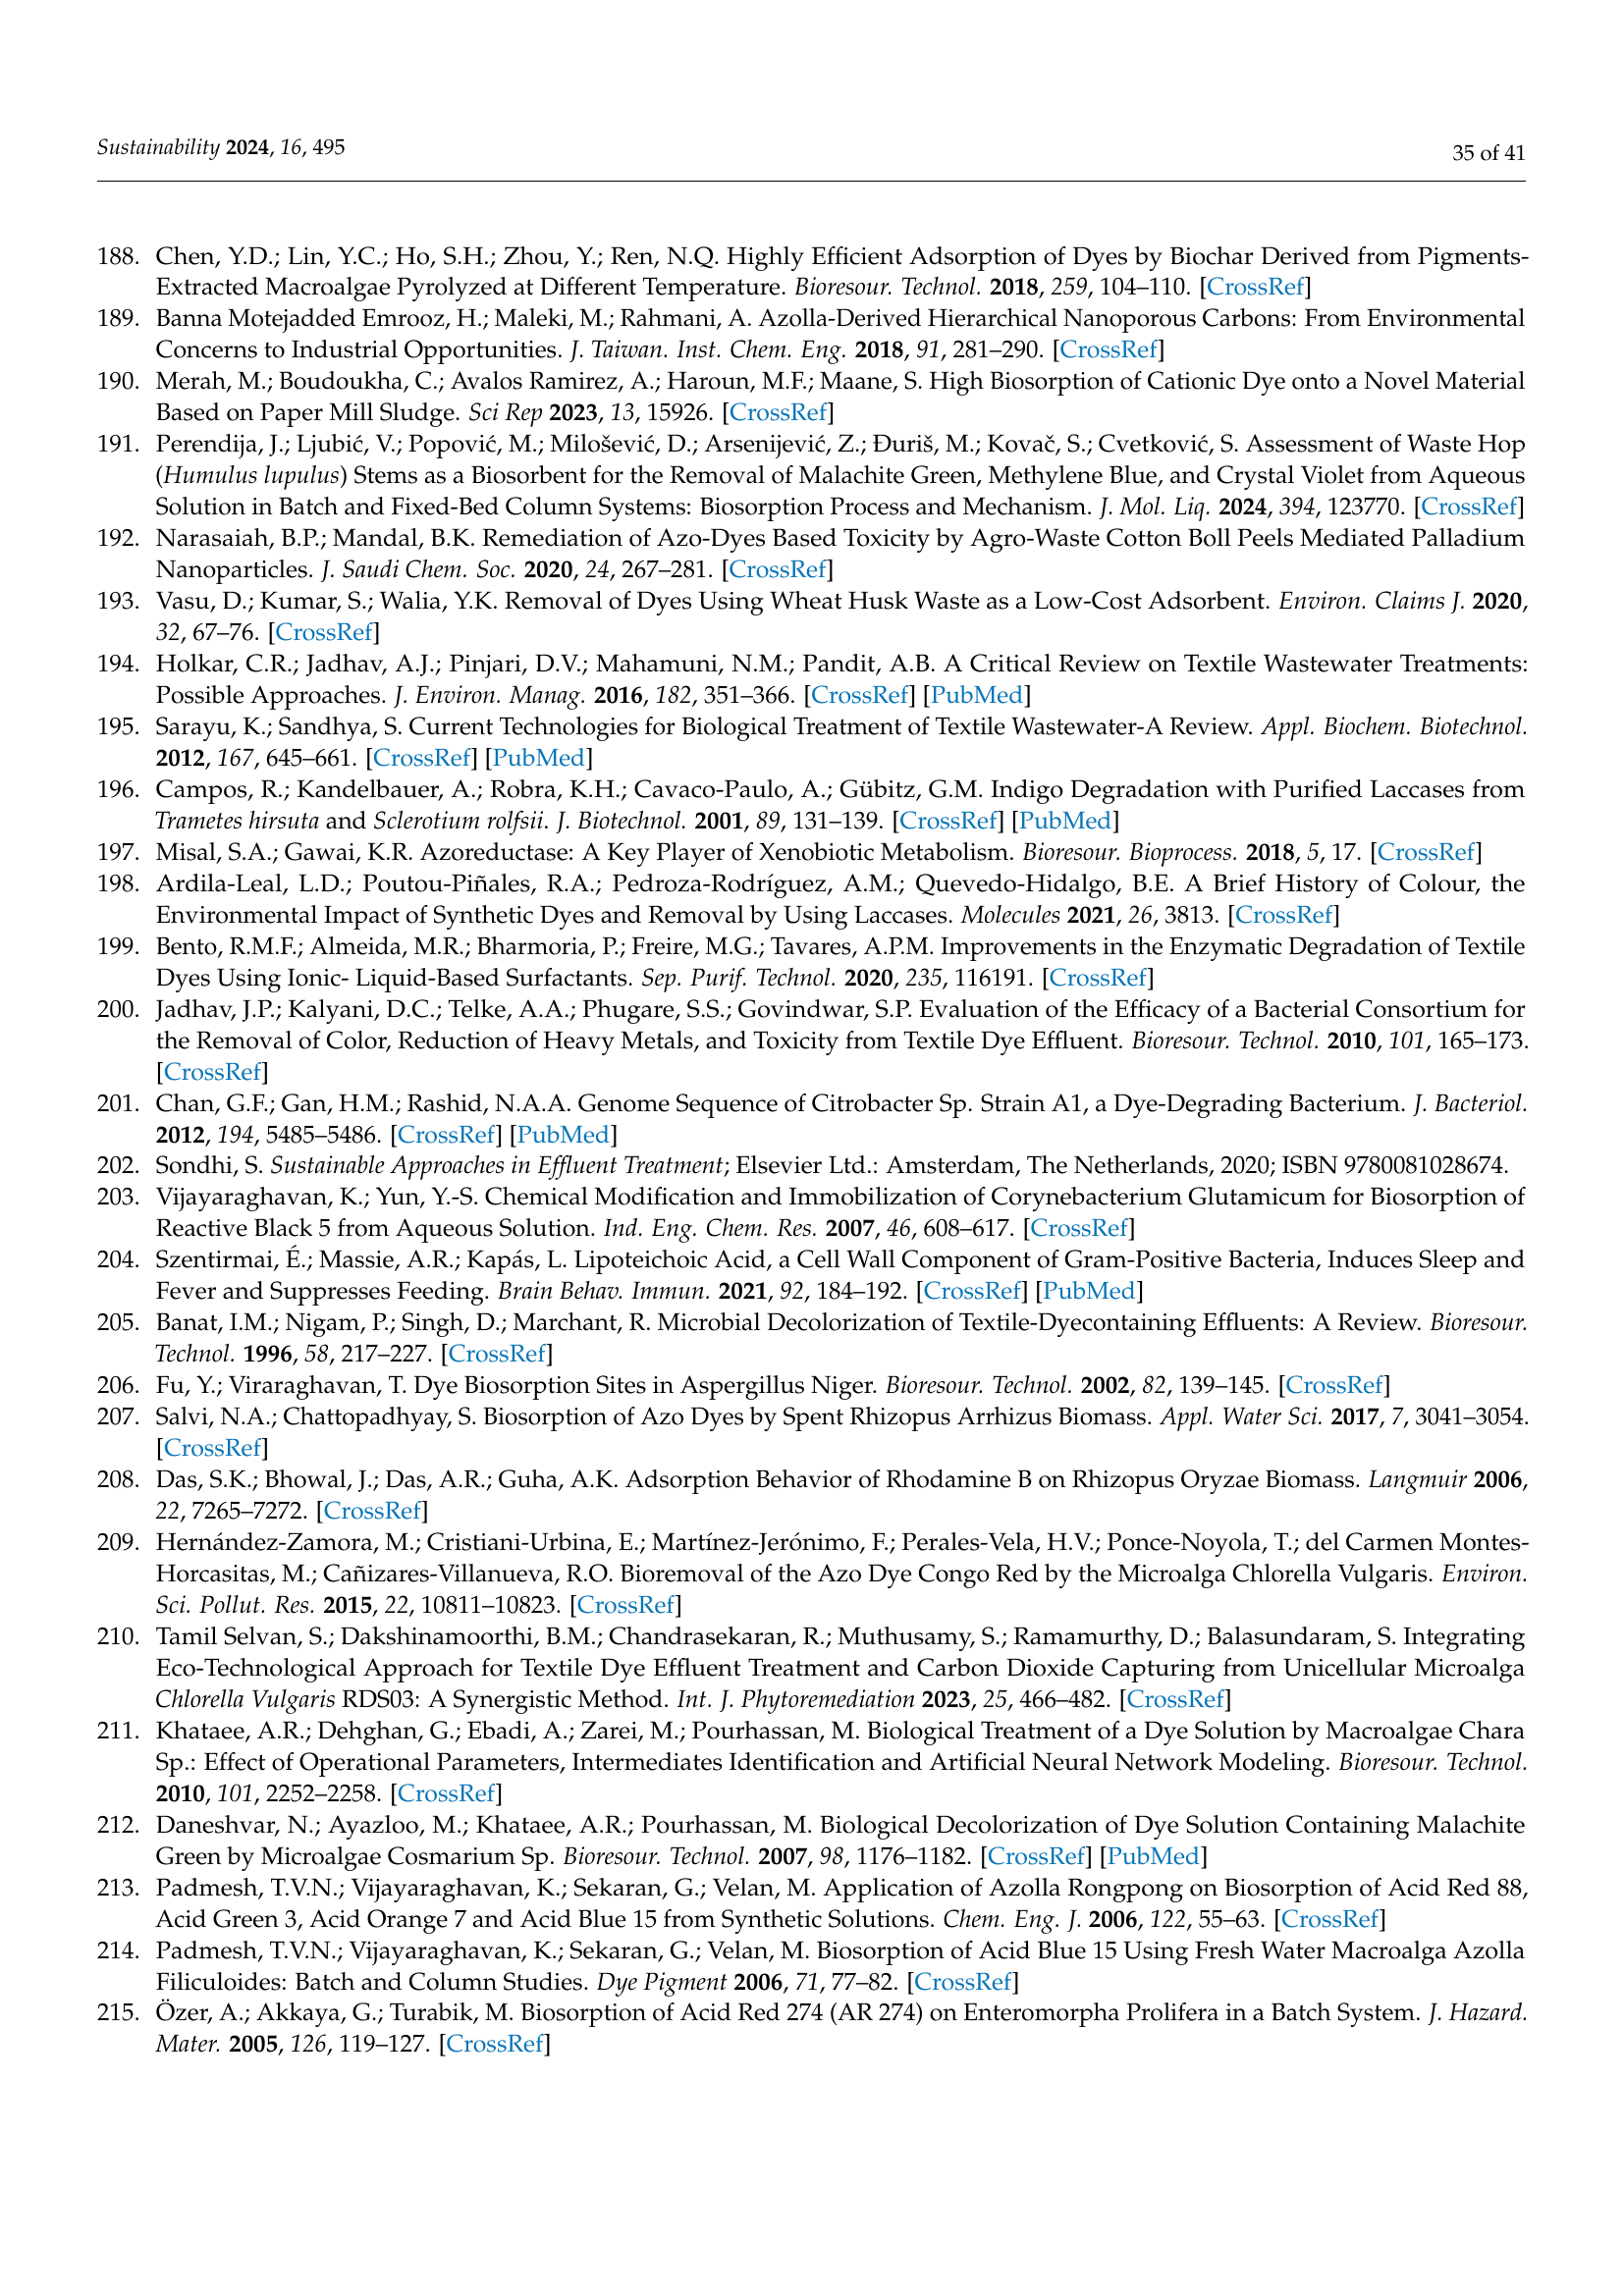 Sustainability 2024, 16, 495
35 of 41
188. Chen, Y.D.; Lin, Y.C.; Ho, S.H.; Zhou, Y.; Ren, N.Q. Highly Efficient Adsorption of Dyes by Biochar Derived from Pigments-
Extracted Macroalgae Pyrolyzed at Different Temperature. Bioresour. Technol. 2018, 259, 104–110. [CrossRef]
189. Banna Motejadded Emrooz, H.; Maleki, M.; Rahmani, A. Azolla-Derived Hierarchical Nanoporous Carbons: From Environmental
Concerns to Industrial Opportunities. J. Taiwan. Inst. Chem. Eng. 2018, 91, 281–290. [CrossRef]
190. Merah, M.; Boudoukha, C.; Avalos Ramirez, A.; Haroun, M.F.; Maane, S. High Biosorption of Cationic Dye onto a Novel Material
Based on Paper Mill Sludge. Sci Rep 2023, 13, 15926. [CrossRef]
191. Perendija, J.; Ljubić, V.; Popović, M.; Milošević, D.; Arsenijević, Z.; Đuriš, M.; Kovač, S.; Cvetković, S. Assessment of Waste Hop
(Humulus lupulus) Stems as a Biosorbent for the Removal of Malachite Green, Methylene Blue, and Crystal Violet from Aqueous
Solution in Batch and Fixed-Bed Column Systems: Biosorption Process and Mechanism. J. Mol. Liq. 2024, 394, 123770. [CrossRef]
192. Narasaiah, B.P.; Mandal, B.K. Remediation of Azo-Dyes Based Toxicity by Agro-Waste Cotton Boll Peels Mediated Palladium
Nanoparticles. J. Saudi Chem. Soc. 2020, 24, 267–281. [CrossRef]
193. Vasu, D.; Kumar, S.; Walia, Y.K. Removal of Dyes Using Wheat Husk Waste as a Low-Cost Adsorbent. Environ. Claims J. 2020,
32, 67–76. [CrossRef]
194. Holkar, C.R.; Jadhav, A.J.; Pinjari, D.V.; Mahamuni, N.M.; Pandit, A.B. A Critical Review on Textile Wastewater Treatments:
Possible Approaches. J. Environ. Manag. 2016, 182, 351–366. [CrossRef] [PubMed]
195. Sarayu, K.; Sandhya, S. Current Technologies for Biological Treatment of Textile Wastewater-A Review. Appl. Biochem. Biotechnol.
2012, 167, 645–661. [CrossRef] [PubMed]
196. Campos, R.; Kandelbauer, A.; Robra, K.H.; Cavaco-Paulo, A.; Gübitz, G.M. Indigo Degradation with Purified Laccases from
Trametes hirsuta and Sclerotium rolfsii. J. Biotechnol. 2001, 89, 131–139. [CrossRef] [PubMed]
197. Misal, S.A.; Gawai, K.R. Azoreductase: A Key Player of Xenobiotic Metabolism. Bioresour. Bioprocess. 2018, 5, 17. [CrossRef]
198. Ardila-Leal, L.D.; Poutou-Piñales, R.A.; Pedroza-Rodríguez, A.M.; Quevedo-Hidalgo, B.E. A Brief History of Colour, the
Environmental Impact of Synthetic Dyes and Removal by Using Laccases. Molecules 2021, 26, 3813. [CrossRef]
199. Bento, R.M.F.; Almeida, M.R.; Bharmoria, P.; Freire, M.G.; Tavares, A.P.M. Improvements in the Enzymatic Degradation of Textile
Dyes Using Ionic- Liquid-Based Surfactants. Sep. Purif. Technol. 2020, 235, 116191. [CrossRef]
200. Jadhav, J.P.; Kalyani, D.C.; Telke, A.A.; Phugare, S.S.; Govindwar, S.P. Evaluation of the Efficacy of a Bacterial Consortium for
the Removal of Color, Reduction of Heavy Metals, and Toxicity from Textile Dye Effluent. Bioresour. Technol. 2010, 101, 165–173.
[CrossRef]
201. Chan, G.F.; Gan, H.M.; Rashid, N.A.A. Genome Sequence of Citrobacter Sp. Strain A1, a Dye-Degrading Bacterium. J. Bacteriol.
2012, 194, 5485–5486. [CrossRef] [PubMed]
202. Sondhi, S. Sustainable Approaches in Effluent Treatment; Elsevier Ltd.: Amsterdam, The Netherlands, 2020; ISBN 9780081028674.
203. Vijayaraghavan, K.; Yun, Y.-S. Chemical Modification and Immobilization of Corynebacterium Glutamicum for Biosorption of
Reactive Black 5 from Aqueous Solution. Ind. Eng. Chem. Res. 2007, 46, 608–617. [CrossRef]
204. Szentirmai, É.; Massie, A.R.; Kapás, L. Lipoteichoic Acid, a Cell Wall Component of Gram-Positive Bacteria, Induces Sleep and
Fever and Suppresses Feeding. Brain Behav. Immun. 2021, 92, 184–192. [CrossRef] [PubMed]
205. Banat, I.M.; Nigam, P.; Singh, D.; Marchant, R. Microbial Decolorization of Textile-Dyecontaining Effluents: A Review. Bioresour.
Technol. 1996, 58, 217–227. [CrossRef]
206. Fu, Y.; Viraraghavan, T. Dye Biosorption Sites in Aspergillus Niger. Bioresour. Technol. 2002, 82, 139–145. [CrossRef]
207. Salvi, N.A.; Chattopadhyay, S. Biosorption of Azo Dyes by Spent Rhizopus Arrhizus Biomass. Appl. Water Sci. 2017, 7, 3041–3054.
[CrossRef]
208. Das, S.K.; Bhowal, J.; Das, A.R.; Guha, A.K. Adsorption Behavior of Rhodamine B on Rhizopus Oryzae Biomass. Langmuir 2006,
22, 7265–7272. [CrossRef]
209. Hernández-Zamora, M.; Cristiani-Urbina, E.; Martínez-Jerónimo, F.; Perales-Vela, H.V.; Ponce-Noyola, T.; del Carmen Montes-
Horcasitas, M.; Cañizares-Villanueva, R.O. Bioremoval of the Azo Dye Congo Red by the Microalga Chlorella Vulgaris. Environ.
Sci. Pollut. Res. 2015, 22, 10811–10823. [CrossRef]
210. Tamil Selvan, S.; Dakshinamoorthi, B.M.; Chandrasekaran, R.; Muthusamy, S.; Ramamurthy, D.; Balasundaram, S. Integrating
Eco-Technological Approach for Textile Dye Effluent Treatment and Carbon Dioxide Capturing from Unicellular Microalga
Chlorella Vulgaris RDS03: A Synergistic Method. Int. J. Phytoremediation 2023, 25, 466–482. [CrossRef]
211. Khataee, A.R.; Dehghan, G.; Ebadi, A.; Zarei, M.; Pourhassan, M. Biological Treatment of a Dye Solution by Macroalgae Chara
Sp.: Effect of Operational Parameters, Intermediates Identification and Artificial Neural Network Modeling. Bioresour. Technol.
2010, 101, 2252–2258. [CrossRef]
212. Daneshvar, N.; Ayazloo, M.; Khataee, A.R.; Pourhassan, M. Biological Decolorization of Dye Solution Containing Malachite
Green by Microalgae Cosmarium Sp. Bioresour. Technol. 2007, 98, 1176–1182. [CrossRef] [PubMed]
213. Padmesh, T.V.N.; Vijayaraghavan, K.; Sekaran, G.; Velan, M. Application of Azolla Rongpong on Biosorption of Acid Red 88,
Acid Green 3, Acid Orange 7 and Acid Blue 15 from Synthetic Solutions. Chem. Eng. J. 2006, 122, 55–63. [CrossRef]
214. Padmesh, T.V.N.; Vijayaraghavan, K.; Sekaran, G.; Velan, M. Biosorption of Acid Blue 15 Using Fresh Water Macroalga Azolla
Filiculoides: Batch and Column Studies. Dye Pigment 2006, 71, 77–82. [CrossRef]
215. Özer, A.; Akkaya, G.; Turabik, M. Biosorption of Acid Red 274 (AR 274) on Enteromorpha Prolifera in a Batch System. J. Hazard.
Mater. 2005, 126, 119–127. [CrossRef]